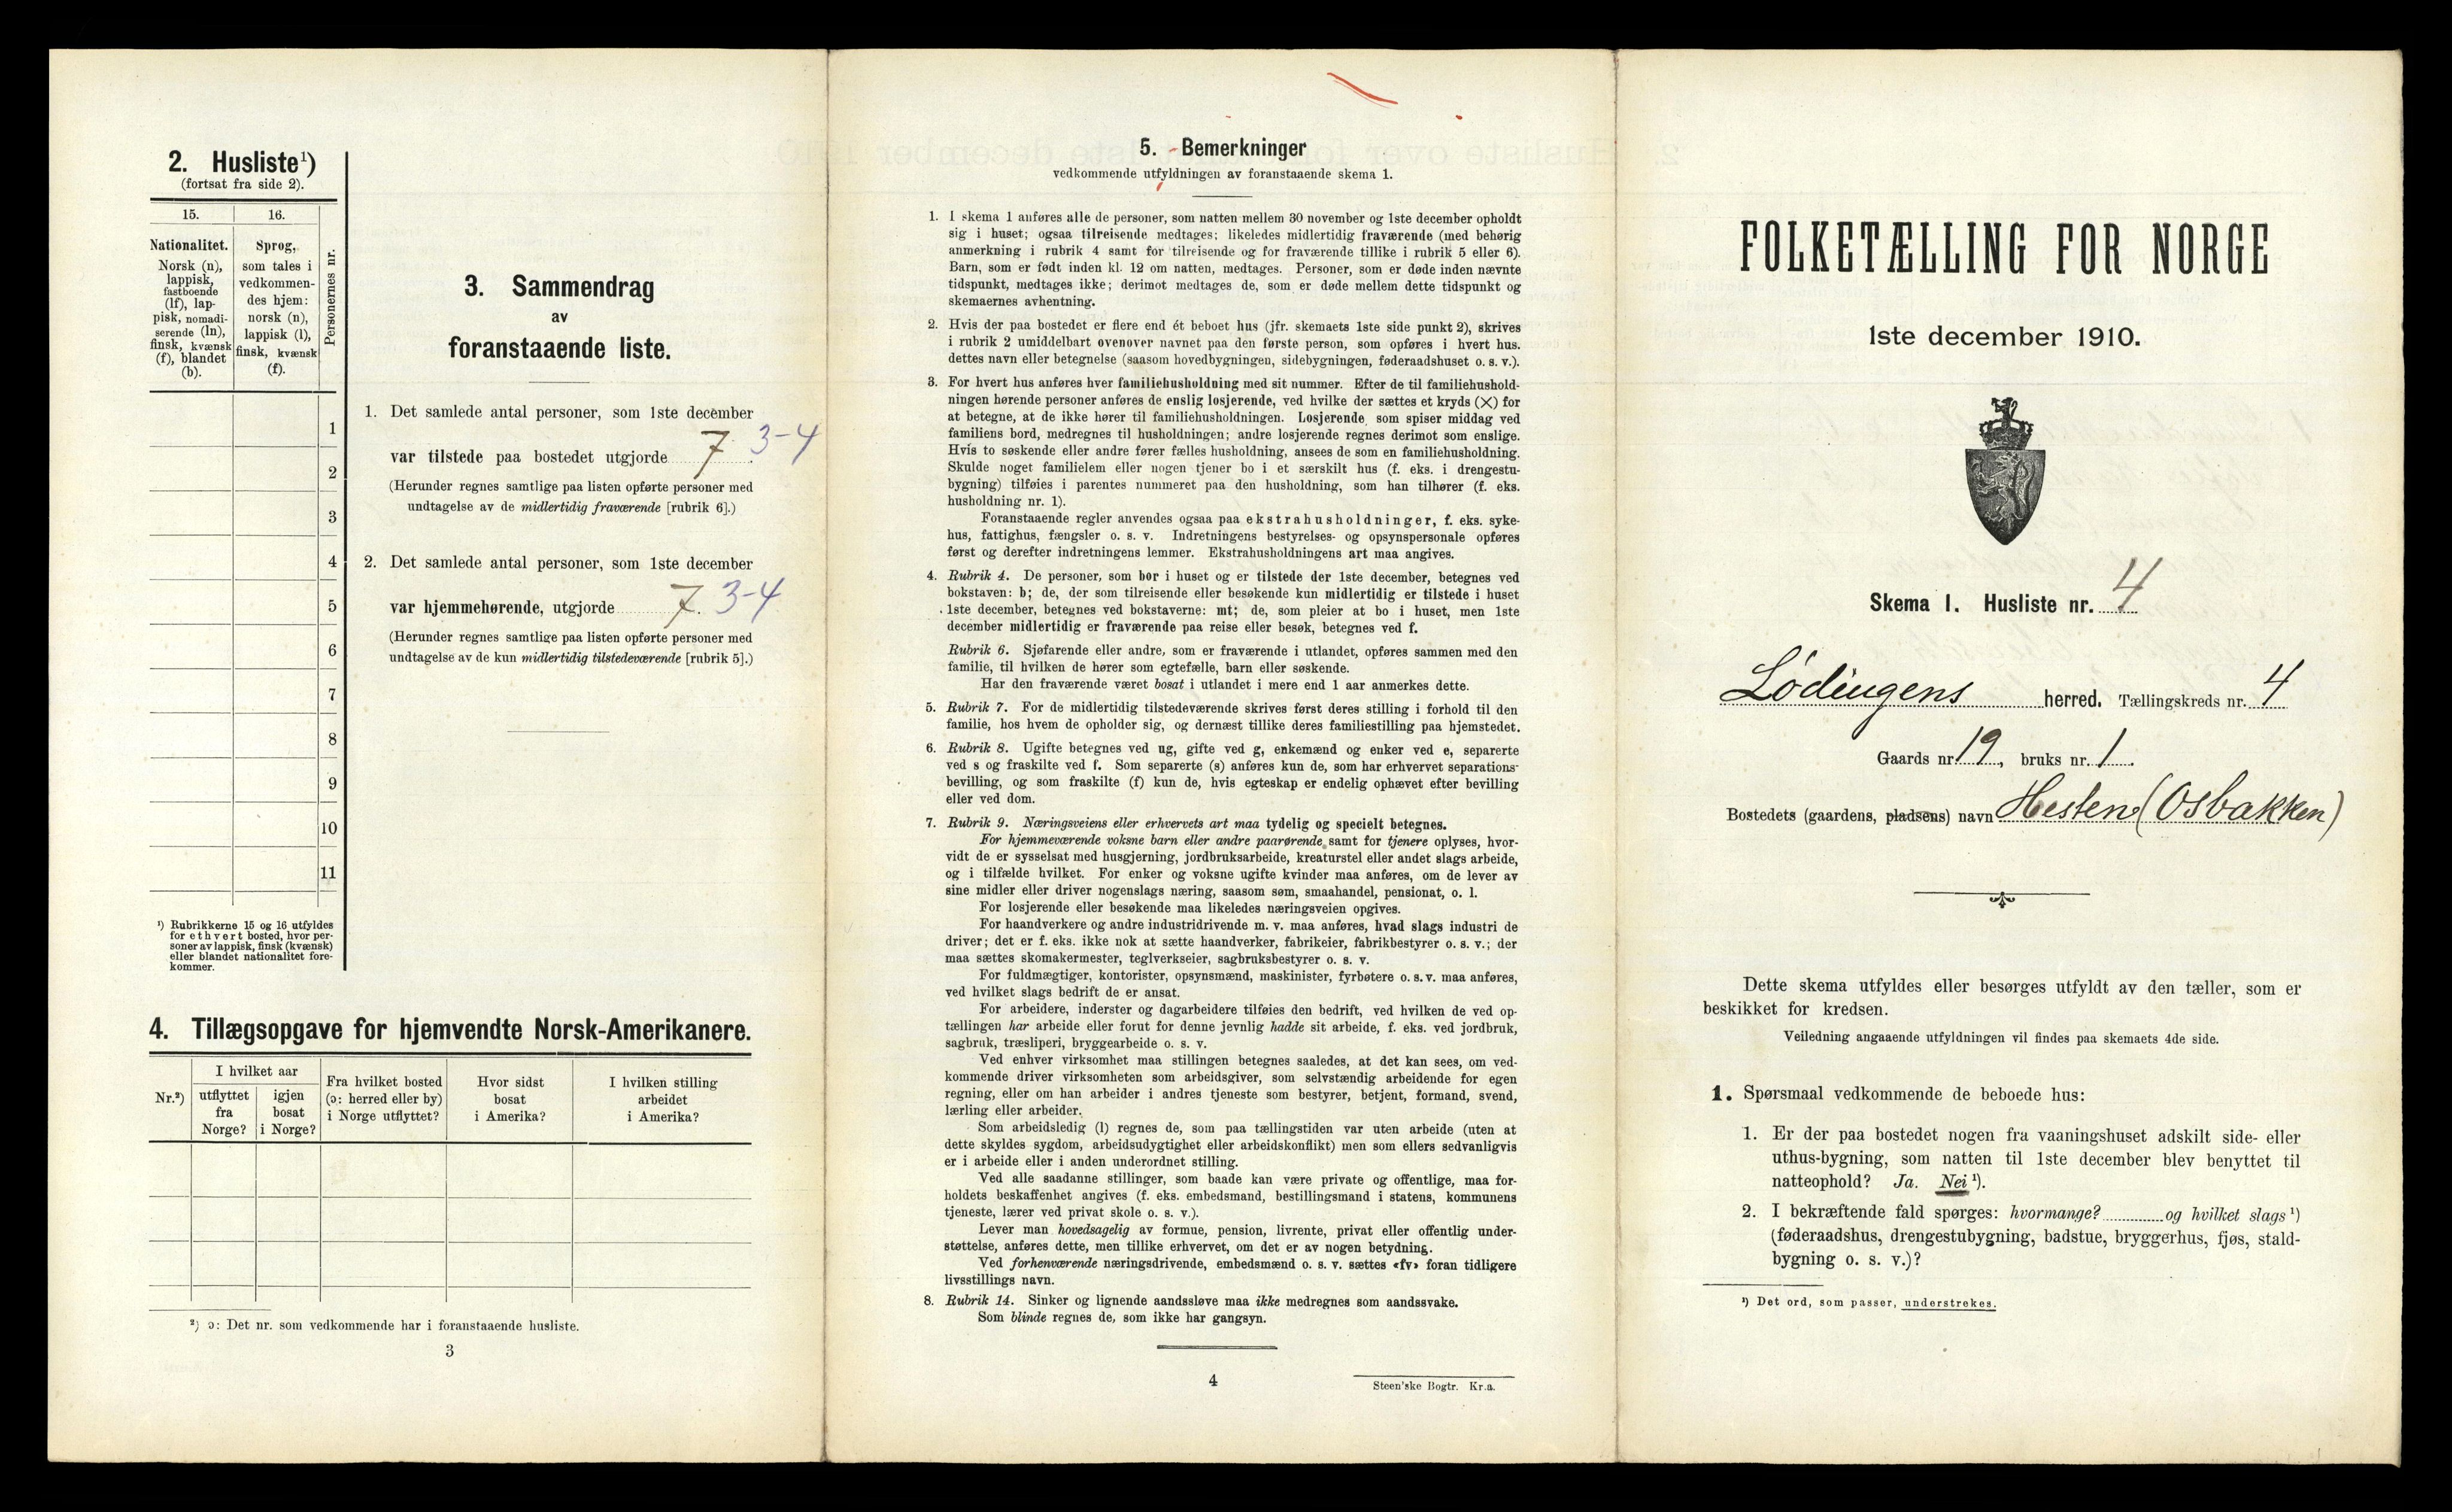 2. Husliste¹)
(fortsat fra side 2).
15.
16.
Nationalitet.
Norsk (n),
lappisk,
fastboende
(lf), lap-
pisk, nomadi-
serende (ln),
finsk, kvænsk
(f), blandet
(b).
Sprog,
som tales i
vedkommen-
des hjem:
norsk (n),
lappisk (l),
finsk, kvænsk
(f).
Personernes nr.
1
2
3
4
5
6
7
8
9
10
11
¹) Rubrikkerne 15 og 16 utfyldes
for ethvert bosted, hvor per-
soner av lappisk, finsk (kvænsk)
eller blandet nationalitet fore-
kommer.
3. Sammendrag
av
foranstaaende liste.
1. Det samlede antal personer, som 1ste december
var tilstede paa bostedet utgjorde 7. 3-4
(Herunder regnes samtlige paa listen opførte personer med
undtagelse av de midlertidig fraværende [rubrik 6].)
2. Det samlede antal personer, som 1ste december
var hjemmehørende, utgjorde 7. 3-4
(Herunder regnes samtlige paa listen opførte personer med
undtagelse av de kun midlertidig tilstedeværende [rubrik 5].)
4. Tillægsopgave for hjemvendte Norsk-Amerikanere.
Nr.²)
I hvilket aar
utflyttet
fra
Norge?
igjen
bosat
i Norge?
Fra hvilket bosted
(ɔ: herred eller by)
i Norge utflyttet?
Hvor sidst
bosat
i Amerika?
I hvilken stilling
arbeidet
i Amerika?
²) ɔ: Det nr. som vedkommende har i foranstaaende husliste.
3
5. Bemerkninger
vedkommende utfyldningen av foranstaaende skema 1.
1. I skema 1 anføres alle de personer, som natten mellem 30 november og 1ste december opholdt
sig i huset; ogsaa tilreisende medtages; likeledes midlertidig fraværende (med behørig
anmerkning i rubrik 4 samt for tilreisende og for fraværende tillike i rubrik 5 eller 6).
Barn, som er født inden kl. 12 om natten, medtages. Personer, som er døde inden nævnte
tidspunkt, medtages ikke; derimot medtages de, som er døde mellem dette tidspunkt og
skemaernes avhentning.
2. Hvis der paa bostedet er flere end ét beboet hus (jfr. skemaets 1ste side punkt 2), skrives
i rubrik 2 umiddelbart ovenover navnet paa den første person, som opføres i hvert hus.
dettes navn eller betegnelse (saasom hovedbygningen, sidebygningen, føderaadshuset o. s. v.).
3. For hvert hus anføres hver familiehusholdning med sit nummer. Efter de til familiehushold-
ningen hørende personer anføres de enslig losjerende, ved hvilke der sættes et kryds (×) for
at betegne, at de ikke hører til familiehusholdningen. Losjerende som spiser middag ved
familiens bord, medregnes til husholdningen; andre losjerende regnes derimot som enslige.
Hvis to søskende eller andre fører fælles husholdning, ansees de som en familiehusholdning.
Skulde noget familielem eller nogen tjener bo i et særskilt hus (f. eks. i drengestu-
bygning) tilføies i parentes nummeret paa den husholdning, som han tilhører (f. eks.
husholdning nr. 1).
Foranstaaende regler anvendes ogsaa paa ekstrahusholdninger, f. eks. syke-
hus, fattighus, fængsler o. s. v. Indretningens bestyrelses- og opsynspersonale opføres
først og derefter indretningens lemmer. Ekstrahusholdningens art maa angives.
4. Rubrik 4. De personer, som bor i huset og er tilstede der 1ste december, betegnes ved
bokstaven: b; de, der som tilreisende eller besøkende kun midlertidig er tilstede i huset
1ste december, betegnes ved bokstaverne: mt; de, som pleier at bo i huset, men 1ste
december midlertidig er fraværende paa reise eller besøk, betegnes ved f.
Rubrik 6. Sjøfarende eller andre, som er fraværende i utlandet, opføres sammen med den
familie, til hvilken de hører som egtefælle, barn eller søskende.
Har den fraværende været bosat i utlandet i mere end 1 aar anmerkes dette.
5. Rubrik 7. For de midlertidig tilstedeværende skrives først deres stilling i forhold til den
familie, hos hvem de opholder sig, og dernæst tillike deres familiestilling paa hjemstedet.
6. Rubrik 8. Ugifte betegnes ved ug, gifte ved g, enkemænd og enker ved e, separerte
ved s og fraskilte ved f. Som separerte (s) anføres kun de, som har erhvervet separations-
bevilling, og som fraskilte (f) kun de, hvis egteskap er endelig ophævet efter bevilling
eller ved dom.
7. Rubrik 9. Næringsveiens eller erhvervets art maa tydelig og specielt betegnes.
For hjemmeværende voksne barn eller andre paarørende samt for tjenere oplyses, hvor-
vidt de er sysselsat med husgjerning, jordbruksarbeide, kreaturstel eller andet slags arbeide,
og i tilfælde hvilket. For enker og voksne ugifte kvinder maa anføres, om de lever av
sine midler eller driver nogenslags næring, saasom søm, smaahandel, pensionat, o. l.
For losjerende eller besøkende maa likeledes næringsveien opgives.
For haandverkere og andre industridrivende m. v. maa anføres, hvad slags industri de
driver; det er f. eks. ikke nok at sætte haandverker, fabrikeier, fabrikbestyrer o. s. v.; der
maa sættes skomakermester, teglverkseier, sagbruksbestyrer o. s. v.
For fuldmægtiger, kontorister, opsynsmænd, maskinister, fyrbøtere o. s. v. maa anføres,
ved hvilket slags bedrift de er ansat.
For arbeidere, inderster og dagarbeidere tilføies den bedrift, ved hvilken de ved op-
tællingen har arbeide eller forut for denne jevnlig hadde sit arbeide, f. eks. ved jordbruk,
sagbruk, træsliperi, bryggearbeide o. s. v.
Ved enhver virksomhet maa stillingen betegnes saaledes, at det kan sees, om ved-
kommende driver virksomheten som arbeidsgiver, som selvstændig arbeidende for egen
regning, eller om han arbeider i andres tjeneste som bestyrer, betjent, formand, svend,
lærling eller arbeider.
Som arbeidsledig (l) regnes de, som paa tællingstiden var uten arbeide (uten at
dette skyldes sygdom, arbeidsudygtighet eller arbeidskonflikt) men som ellers sedvanligvis
er i arbeide eller i anden underordnet stilling.
Ved alle saadanne stillinger, som baade kan være private og offentlige, maa for-
holdets beskaffenhet angives (f. eks. embedsmand, bestillingsmand i statens, kommunens
tjeneste, lærer ved privat skole o. s. v.).
Lever man hovedsagelig av formue, pension, livrente, privat eller offentlig under-
støttelse, anføres dette, men tillike erhvervet, om det er av nogen betydning.
Ved forhenværende næringsdrivende, embedsmænd o. s. v. sættes «fv» foran tidligere
livsstillings navn.
8. Rubrik 14. Sinker og lignende aandssløve maa ikke medregnes som aandssvake.
Som blinde regnes de, som ikke har gangsyn.
4
Steen'ske Bogtr. Kr.a.
FOLKETÆLLING FOR NORGE
1ste december 1910.
Skema 1. Husliste nr. 4
Lødingens herred. Tællingskreds nr. 4
Gaards nr. 19, bruks nr. 1.
Bostedets (gaardens, pladsens) navn Hesten (Osbakken)
Dette skema utfyldes eller besørges utfyldt av den tæller, som er
beskikket for kredsen.
Veiledning angaaende utfyldningen vil findes paa skemaets 4de side.
1. Spørsmaal vedkommende de beboede hus:
1. Er der paa bostedet nogen fra vaaningshuset adskilt side- eller
uthus-bygning, som natten til 1ste december blev benyttet til
natteophold? Ja. Nei ¹).
2. I bekræftende fald spørges: hvormange? og hvilket slags ¹)
(føderaadshus, drengestubygning, badstue, bryggerhus, fjøs, stald-
bygning o. s. v.)?
¹) Det ord, som passer, understrekes.